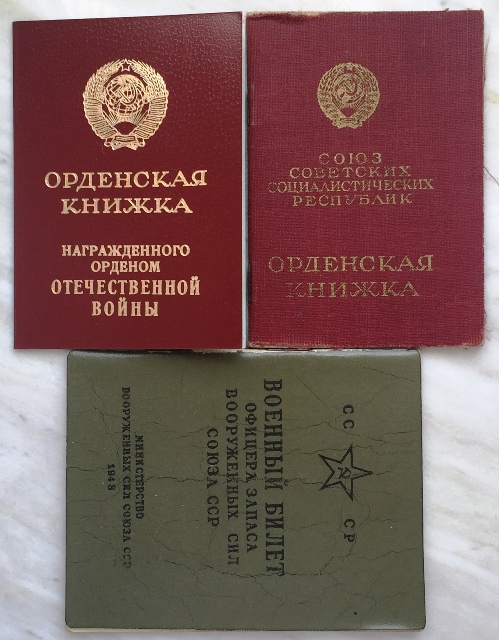 ОРДЕНСКАЯ
КНИЖКА
НАГРАЖДЕННОГО
ОРДЕНОМ
ОТЕЧЕСТВЕННОЙ
ВОЙНЫ
СОЮЗ
СОВЕТСКИХ
СОЦИАЛИСТИЧЕСКИХ
РЕСПУБЛИК
ОРДЕНСКАЯ
КНИЖКА
СС СР
ВОЕННЫЙ БИЛЕТ
ОФИЦЕРА ЗАПАСА
ВООРУЖЕННЫХ СИЛ
СОЮЗА ССР
МИНИСТЕРСТВО
ВООРУЖЕННЫХ СИЛ СОЮЗА ССР
1948